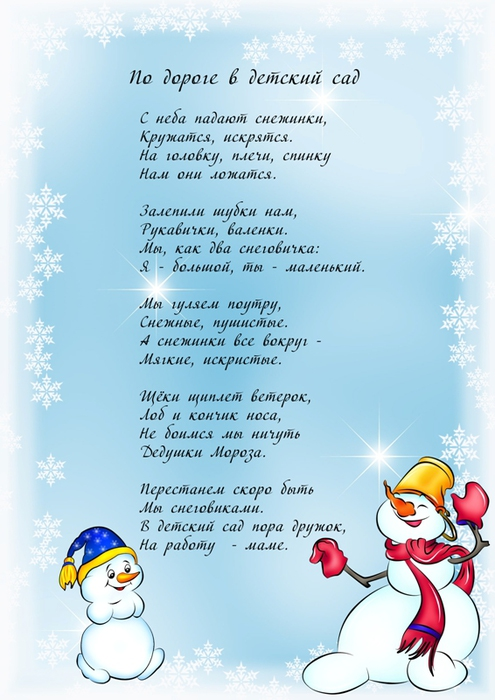 По дороге в детский сад
С неба падают снежинки,
Кружатся, искрятся.
На головку, плечи, спинку
Нам они ложатся.
Залепили шубки нам,
Рукавички, валенки.
Мы, как два снеговичка:
Я - большой, ты - маленький.
Мы гуляем поутру,
Снежные, пушистые.
А снежинки все вокруг -
Мягкие, искристые.
Щёки щиплет ветерок,
Лоб и кончик носа,
Не боимся мы ничуть
Дедушки Мороза.
Перестанем скоро быть
Мы снеговиками.
В детский сад пора дружок,
На работу - маме.